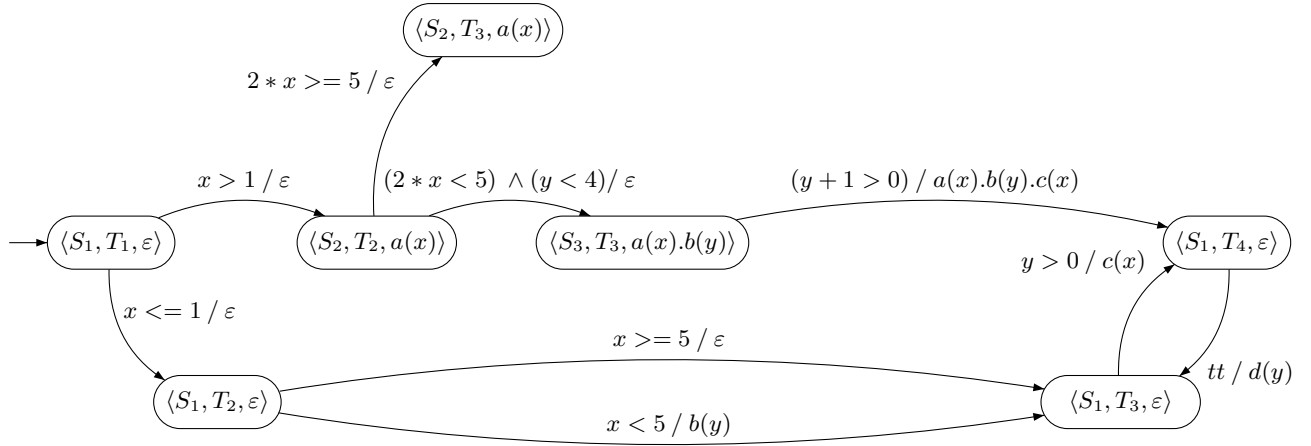 ⟨S₂, T₃, a(x)⟩
2 ∗ x >= 5 / ε
x > 1 / ε
(2 ∗ x < 5) ∧ (y < 4)/ ε
(y + 1 > 0) / a(x).b(y).c(x)
⟨S₁, T₁, ε⟩
⟨S₂, T₂, a(x)⟩
⟨S₃, T₃, a(x).b(y)⟩
⟨S₁, T₄, ε⟩
y > 0 / c(x)
x <= 1 / ε
x >= 5 / ε
tt / d(y)
⟨S₁, T₂, ε⟩
⟨S₁, T₃, ε⟩
x < 5 / b(y)